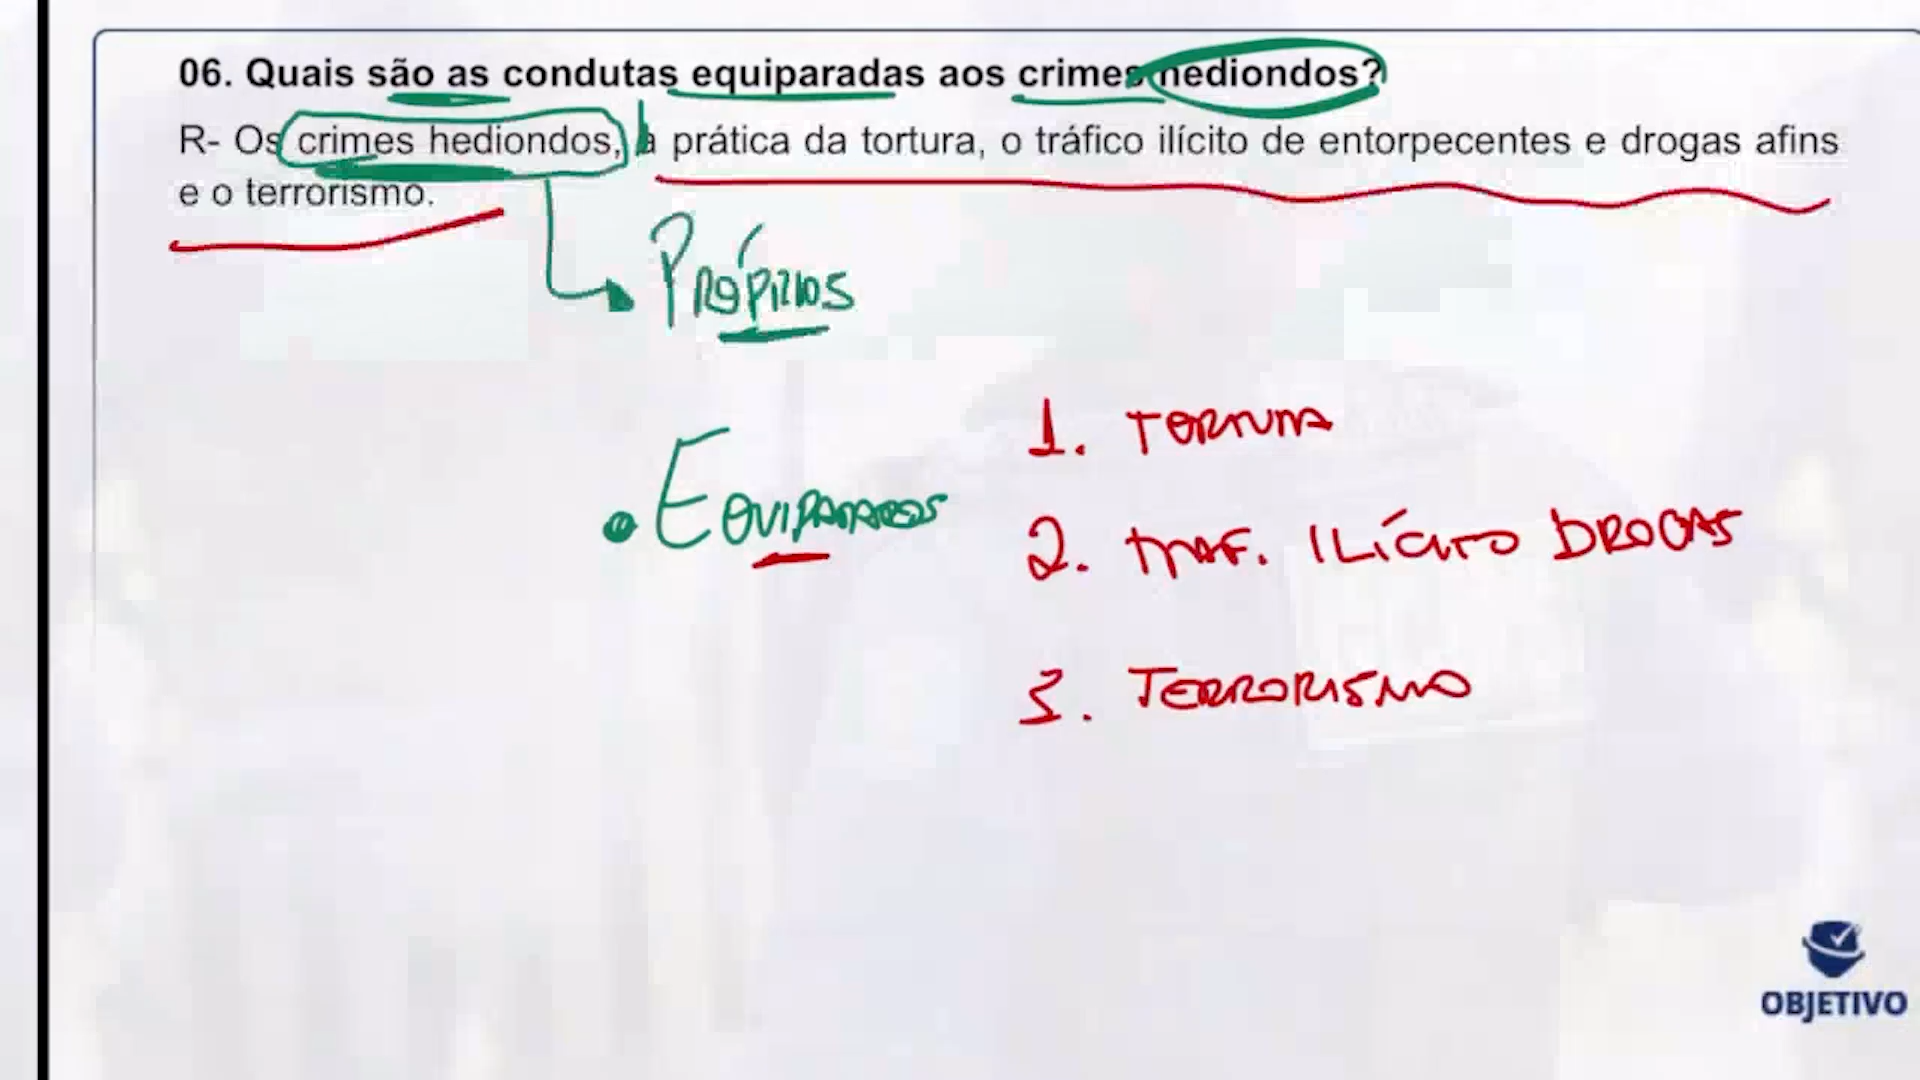 06. Quais são as condutas equiparadas aos crimes hediondos?
R- Os crimes hediondos, a prática da tortura, o tráfico ilícito de entorpecentes e drogas afins
e o terrorismo.
PRÓPRIOS
1. TORTURA
• EQUIPARADOS
2. TRAF. ILÍCITO DROGAS
3. TERRORISMO
OBJETIVO